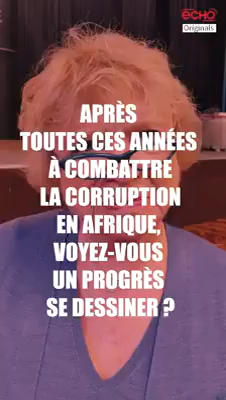 echo
Originals
APRÈS
TOUTES CES ANNÉES
À COMBATTRE
LA CORRUPTION
EN AFRIQUE,
VOYEZ-VOUS
UN PROGRÈS
SE DESSINER ?